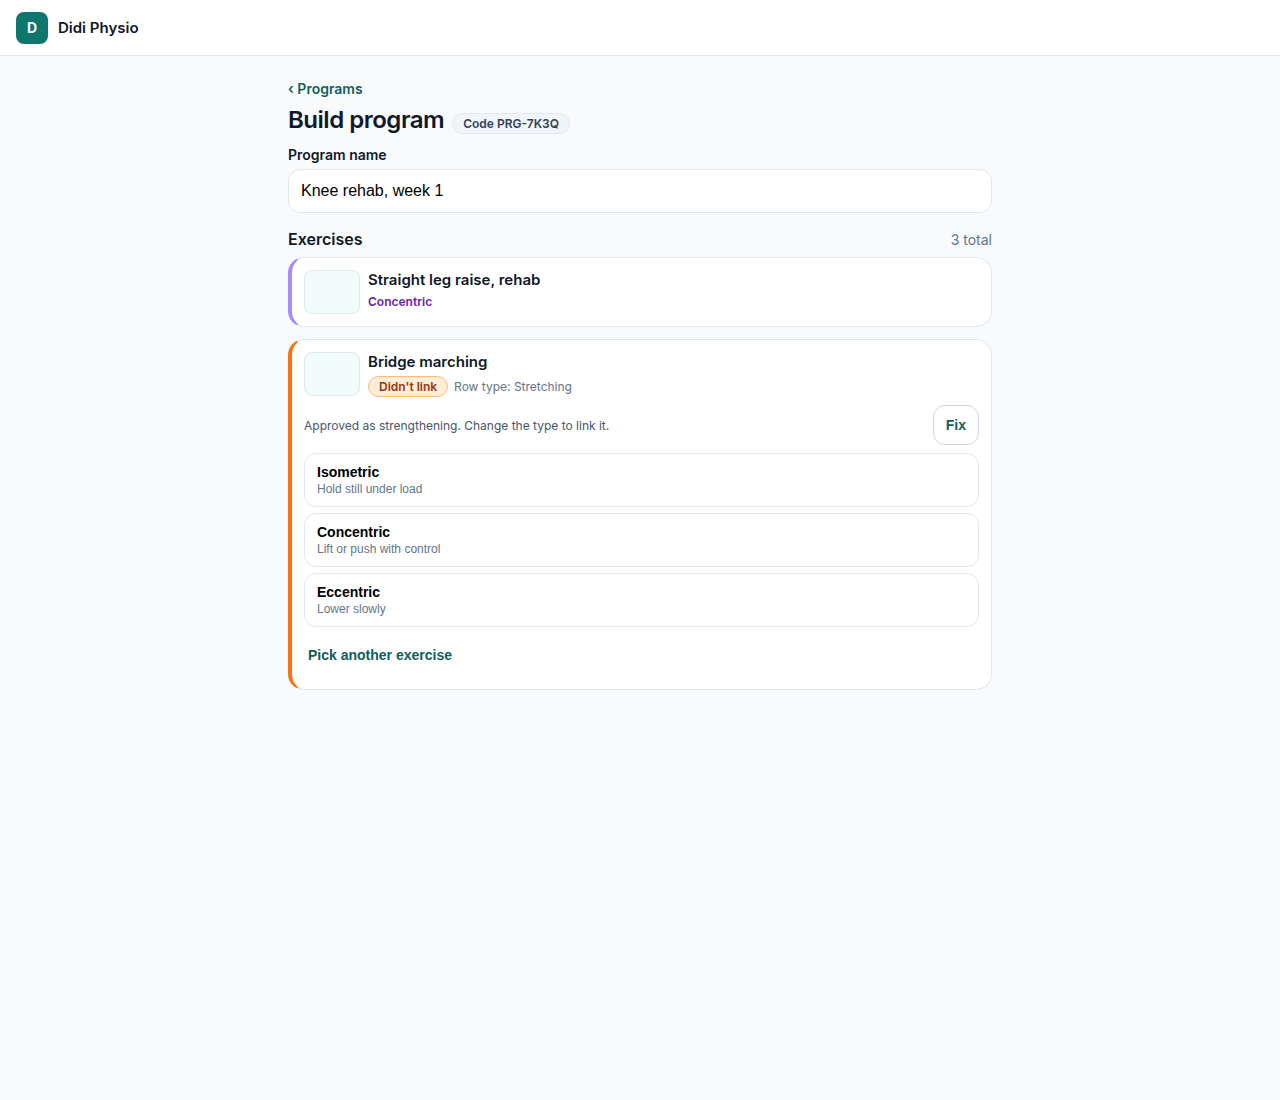 D
Didi Physio
‹ Programs
Build program
Code PRG-7K3Q
Program name
Knee rehab, week 1
Exercises
3 total
Straight leg raise, rehab
Concentric
Bridge marching
Didn't link
Row type: Stretching
Approved as strengthening. Change the type to link it.
Fix
Isometric
Hold still under load
Concentric
Lift or push with control
Eccentric
Lower slowly
Pick another exercise